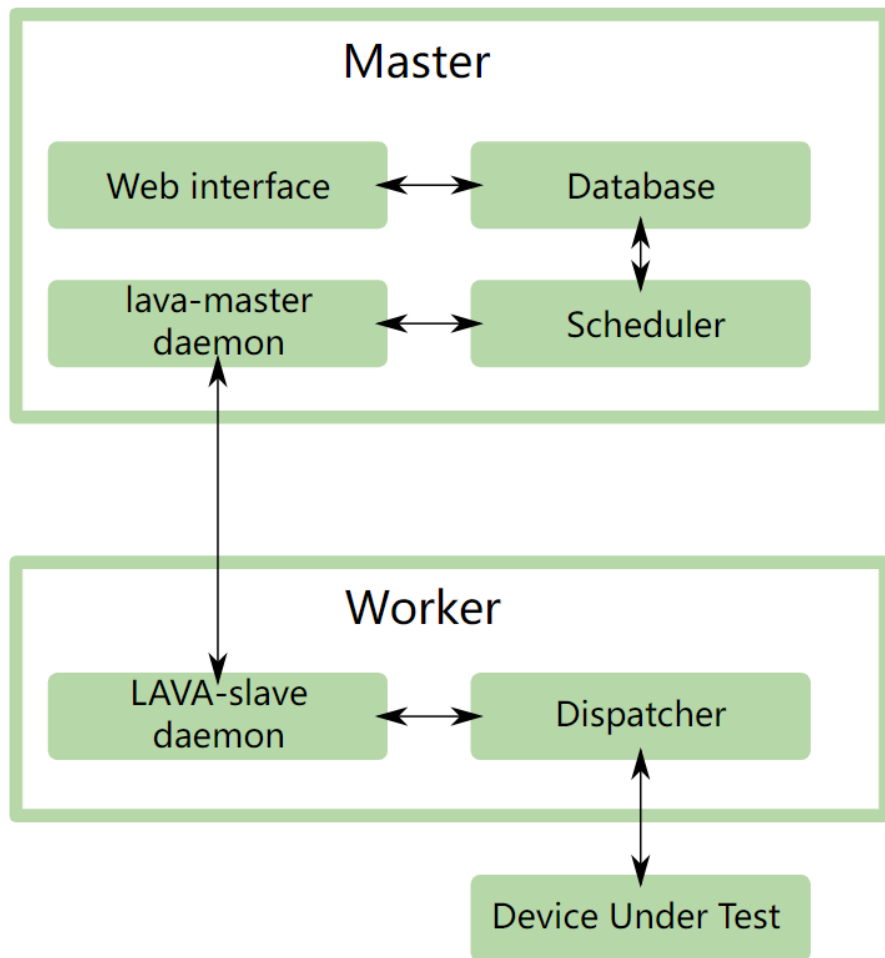 Master
Web interface
Database
lava-master
daemon
Scheduler
Worker
LAVA-slave
daemon
Dispatcher
Device Under Test